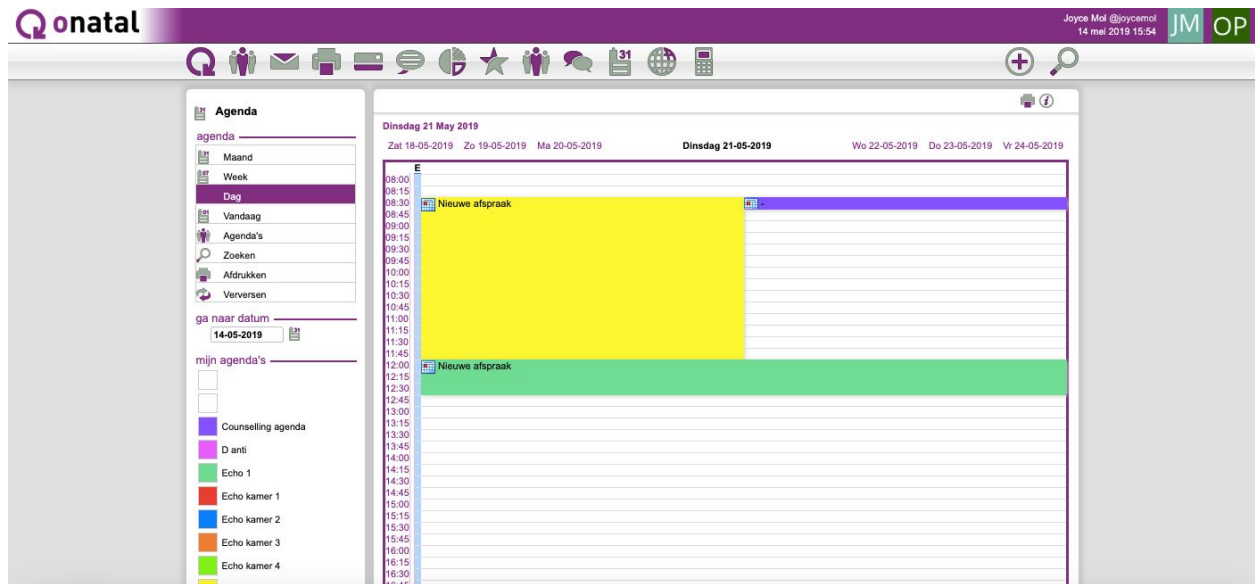 onatal
Joyce Mol @joycemol
14 mei 2019 15:54
JM
OP
31
Agenda
agenda
Maand
Week
Dag
Vandaag
Agenda's
Zoeken
Afdrukken
Ververs​en
ga naar datum
14-05-2019
mijn agenda's
Counselling agenda
D anti
Echo 1
Echo kamer 1
Echo kamer 2
Echo kamer 3
Echo kamer 4
i
Dinsdag 21 May 2019
Zat 18-05-2019 Zo 19-05-2019 Ma 20-05-2019 Dinsdag 21-05-2019 Wo 22-05-2019 Do 23-05-2019 Vr 24-05-2019
E
08:00
08:15
08:30 Nieuwe afspraak -
08:45
09:00
09:15
09:30
09:45
10:00
10:15
10:30
10:45
11:00
11:15
11:30
11:45
12:00 Nieuwe afspraak
12:15
12:30
12:45
13:00
13:15
13:30
13:45
14:00
14:15
14:30
14:45
15:00
15:15
15:30
15:45
16:00
16:15
16:30